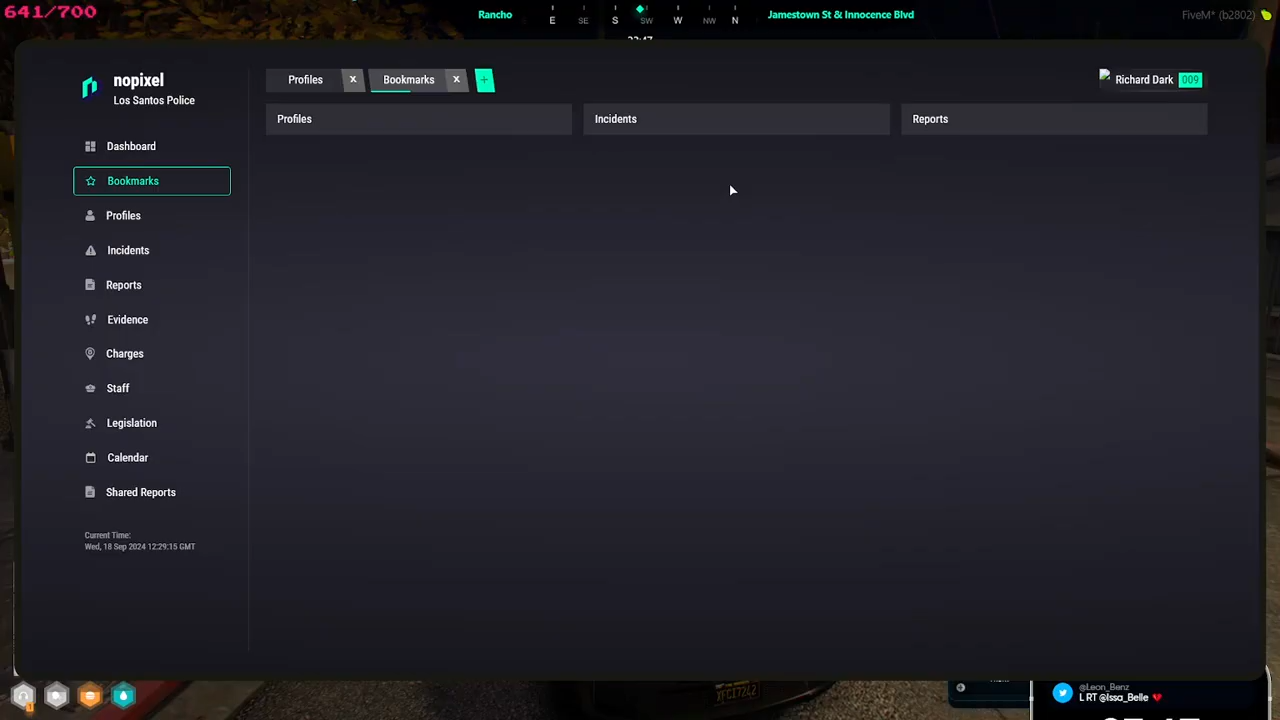 641/700
Rancho
E SE S SW W NW N
Jamestown St & Innocence Blvd
FiveM* (b2802)
nopixel
Los Santos Police
Profiles x Bookmarks x +
Richard Dark 009
Profiles Incidents Reports
Dashboard
Bookmarks
Profiles
Incidents
Reports
Evidence
Charges
Staff
Legislation
Calendar
Shared Reports
Current Time:
Wed, 18 Sep 2024 12:29:15 GMT
@Leon_Benz
L RT @Issa_Belle